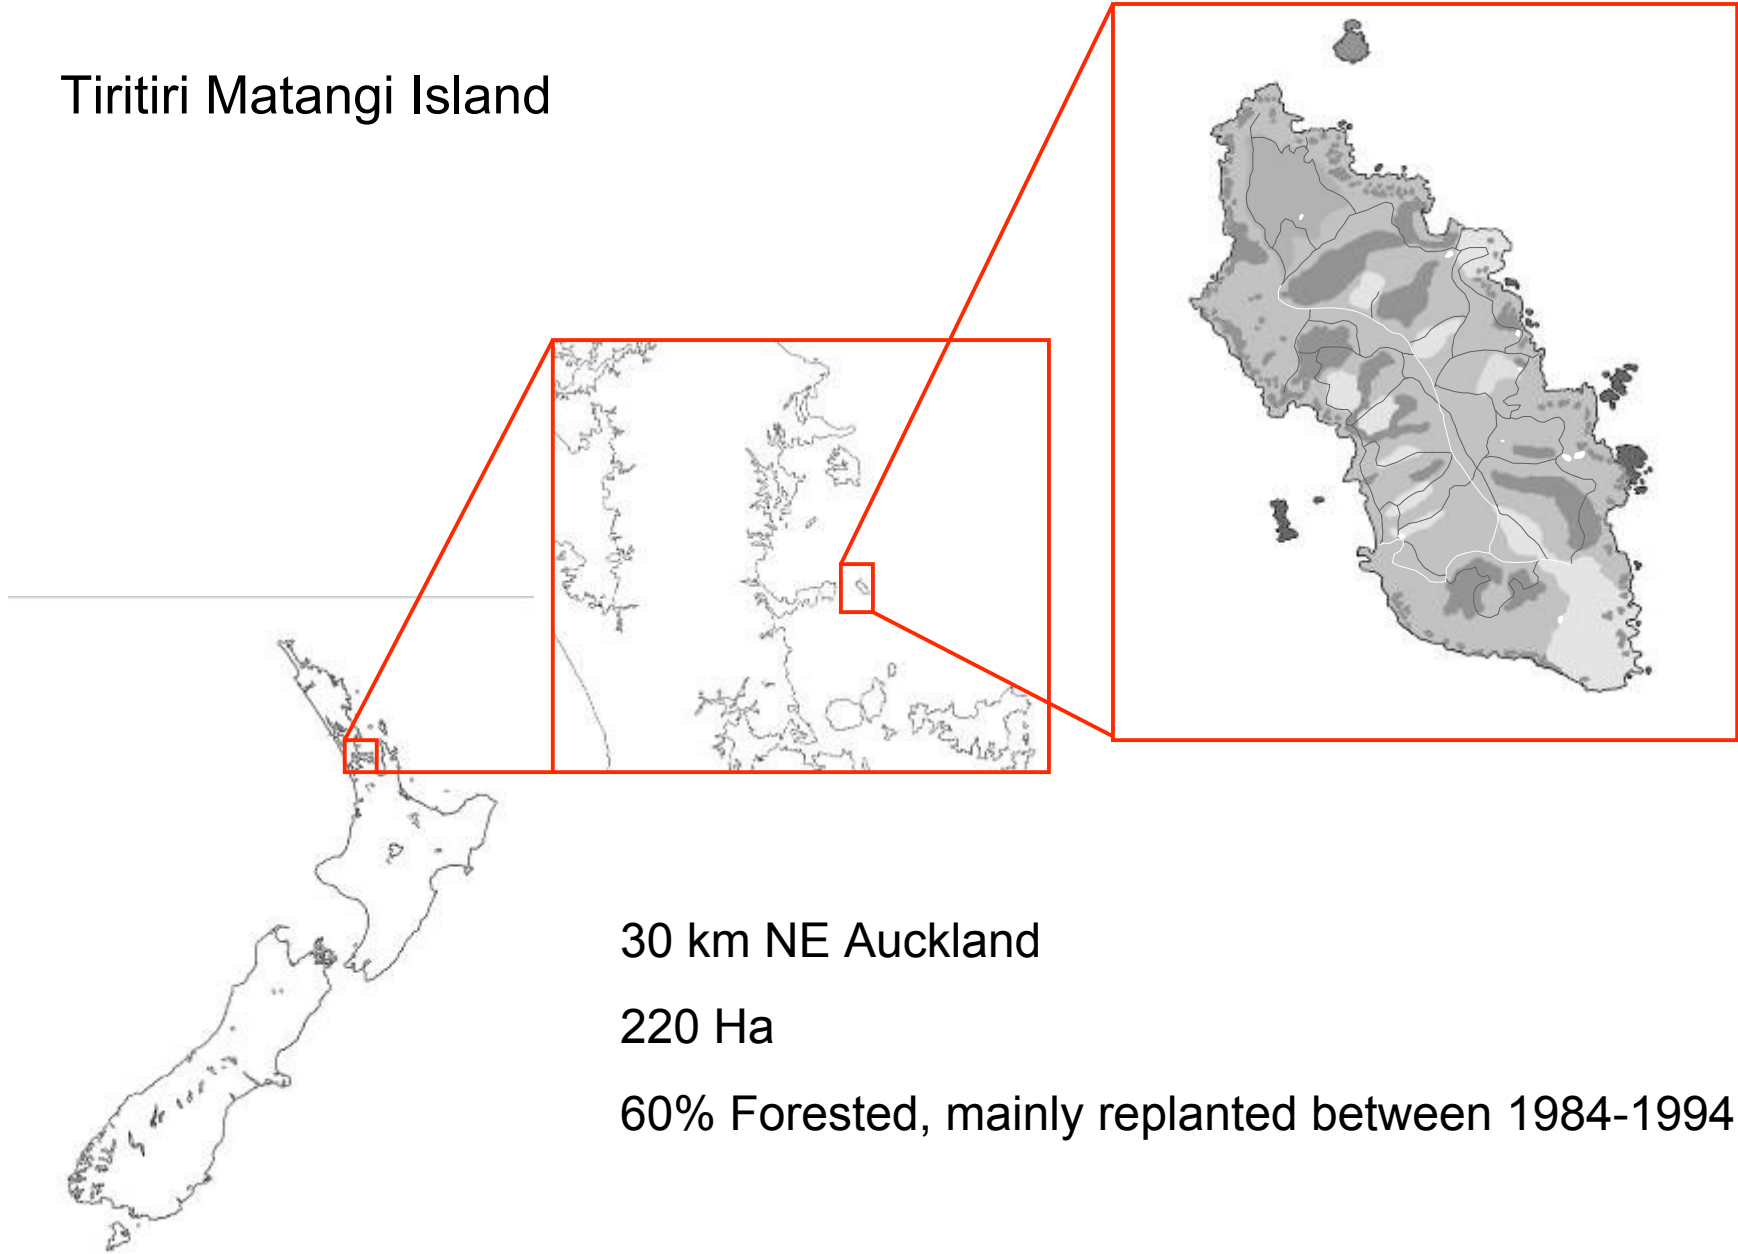 Tiritiri Matangi Island
30 km NE Auckland
220 Ha
60% Forested, mainly replanted between 1984-1994